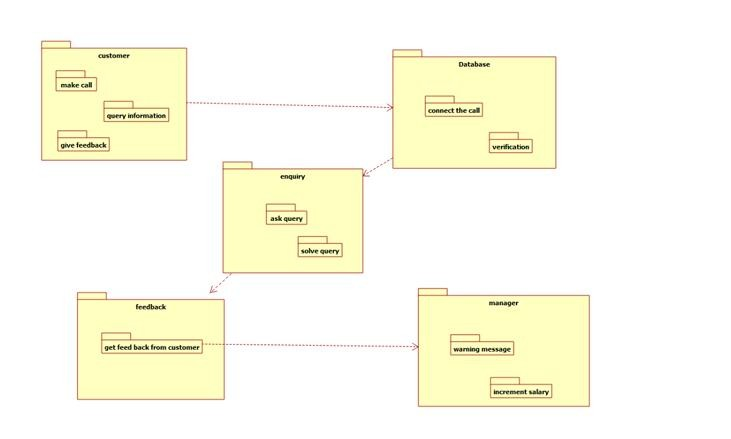 customer
make call
query information
give feedback
Database
connect the call
verification
enquiry
ask query
solve query
feedback
get feed back from customer
manager
warning message
increment salary